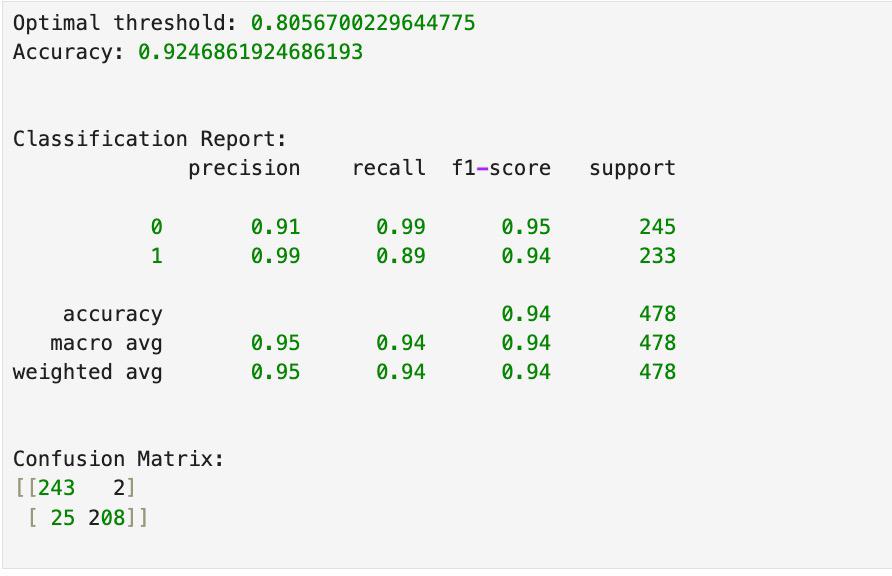 Optimal threshold: 0.8056700229644775
Accuracy: 0.9246861924686193
Classification Report:
precision recall f1-score support
0 0.91 0.99 0.95 245
1 0.99 0.89 0.94 233
accuracy 0.94 478
macro avg 0.95 0.94 0.94 478
weighted avg 0.95 0.94 0.94 478
Confusion Matrix:
[[243 2]
[ 25 208]]